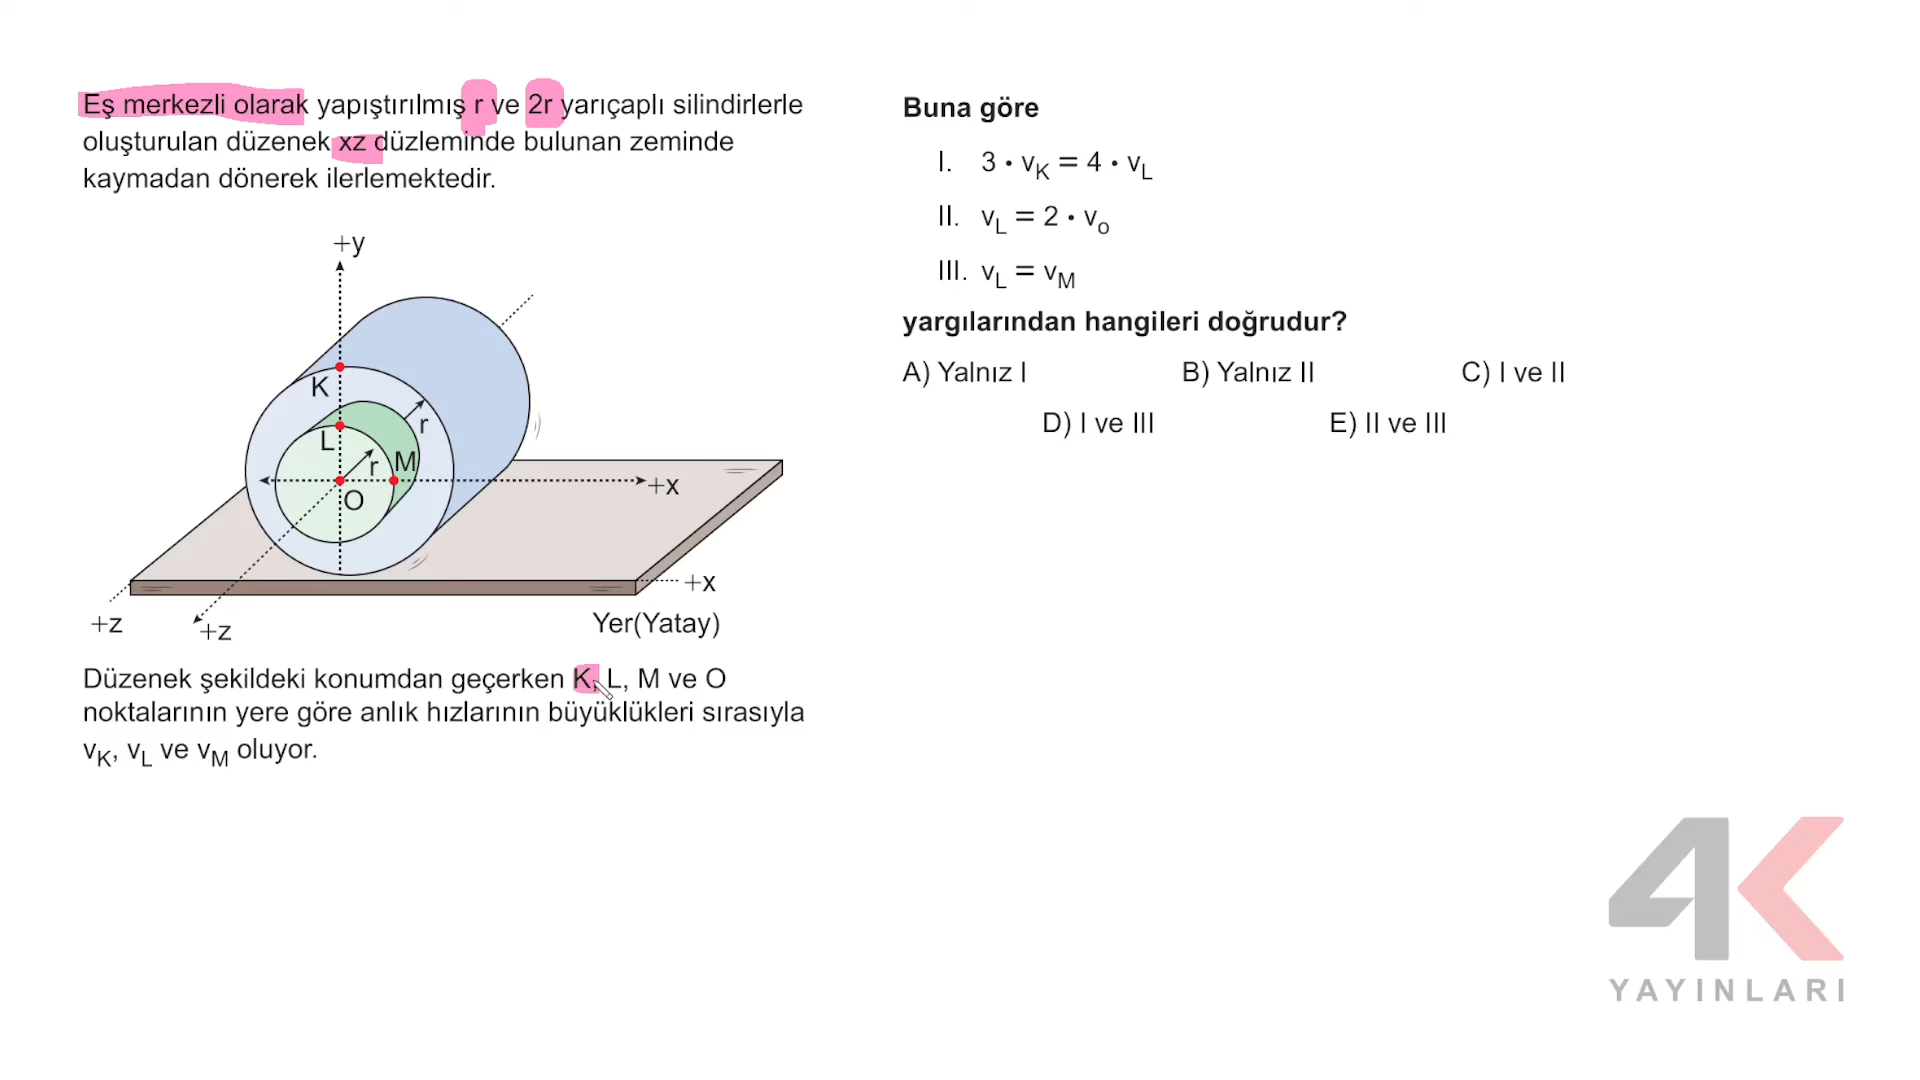 Eş merkezli olarak yapıştırılmış r ve 2r yarıçaplı silindirlerle
oluşturulan düzenek xz düzleminde bulunan zeminde
kaymadan dönerek ilerlemektedir.
+y
K
r
L
r
M
O
+x
+x
+z
+z
Yer(Yatay)
Düzenek şekildeki konumdan geçerken K, L, M ve O
noktalarının yere göre anlık hızlarının büyüklükleri sırasıyla
vK, vL ve vM oluyor.
Buna göre
I. 3 • vK = 4 • vL
II. vL = 2 • vo
III. vL = vM
yargılarından hangileri doğrudur?
A) Yalnız I B) Yalnız II C) I ve II
D) I ve III E) II ve III
4K
YAYINLARI